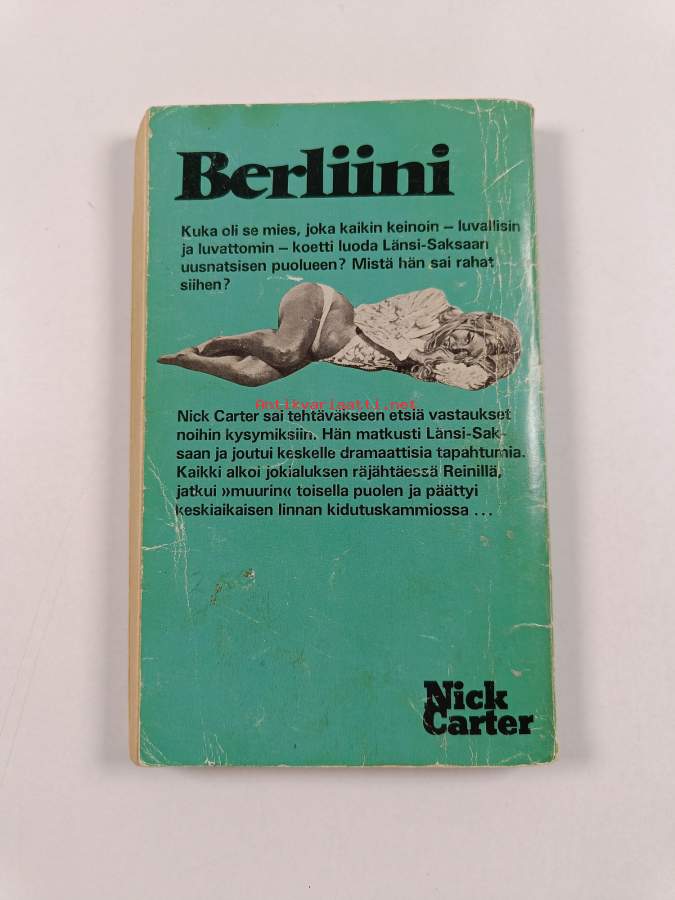 Berliini
Kuka oli se mies, joka kaikin keinoin – luvallisin
ja luvattomin – koetti luoda Länsi-Saksaan
uusnatsisen puolueen? Mistä hän sai rahat
siihen?
Antikvariaatti.net
Nick Carter sai tehtäväkseen etsiä vastaukset
noihin kysymiksiin. Hän matkusti Länsi-Sak-
saan ja joutui keskelle dramaattisia tapahtumia.
Kaikki alkoi jokialuksen räjähtäessä Reinillä,
jatkui »muurin« toisella puolen ja päättyi
keskiaikaisen linnan kidutuskammiossa ...
Nick
Carter